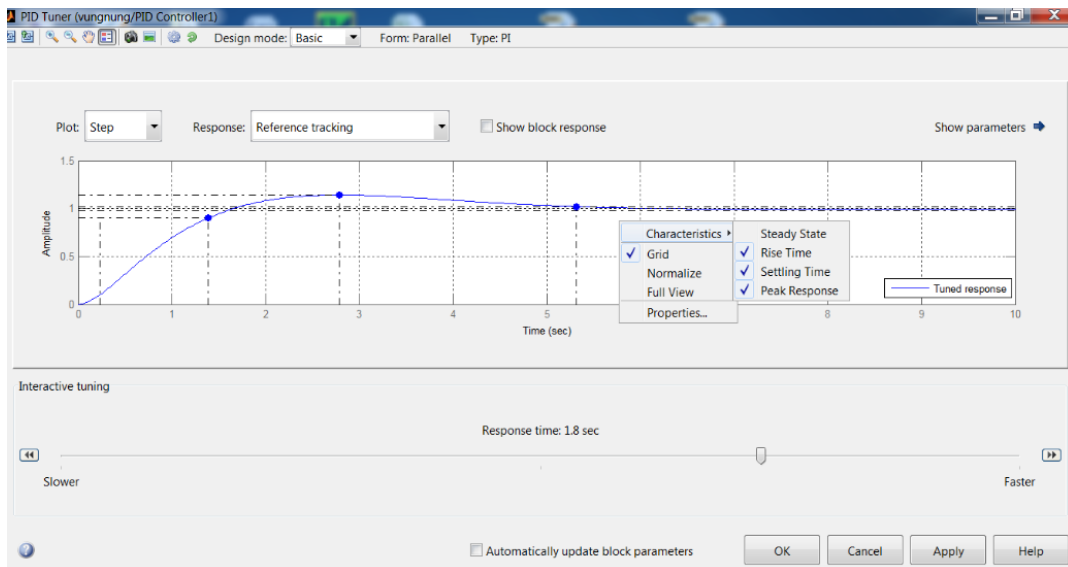 PID Tuner (vungnung/PID Controller1)
Design mode: Basic Form: Parallel Type: PI
Plot: Step Response: Reference tracking Show block response Show parameters
1.5
1
0.5
0
Amplitude
0 1 2 3 4 5 8 9 10
Time (sec)
Characteristics
Grid
Normalize
Full View
Properties...
Steady State
Rise Time
Settling Time
Peak Response
Tuned response
Interactive tuning
Response time: 1.8 sec
Slower Faster
Automatically update block parameters OK Cancel Apply Help